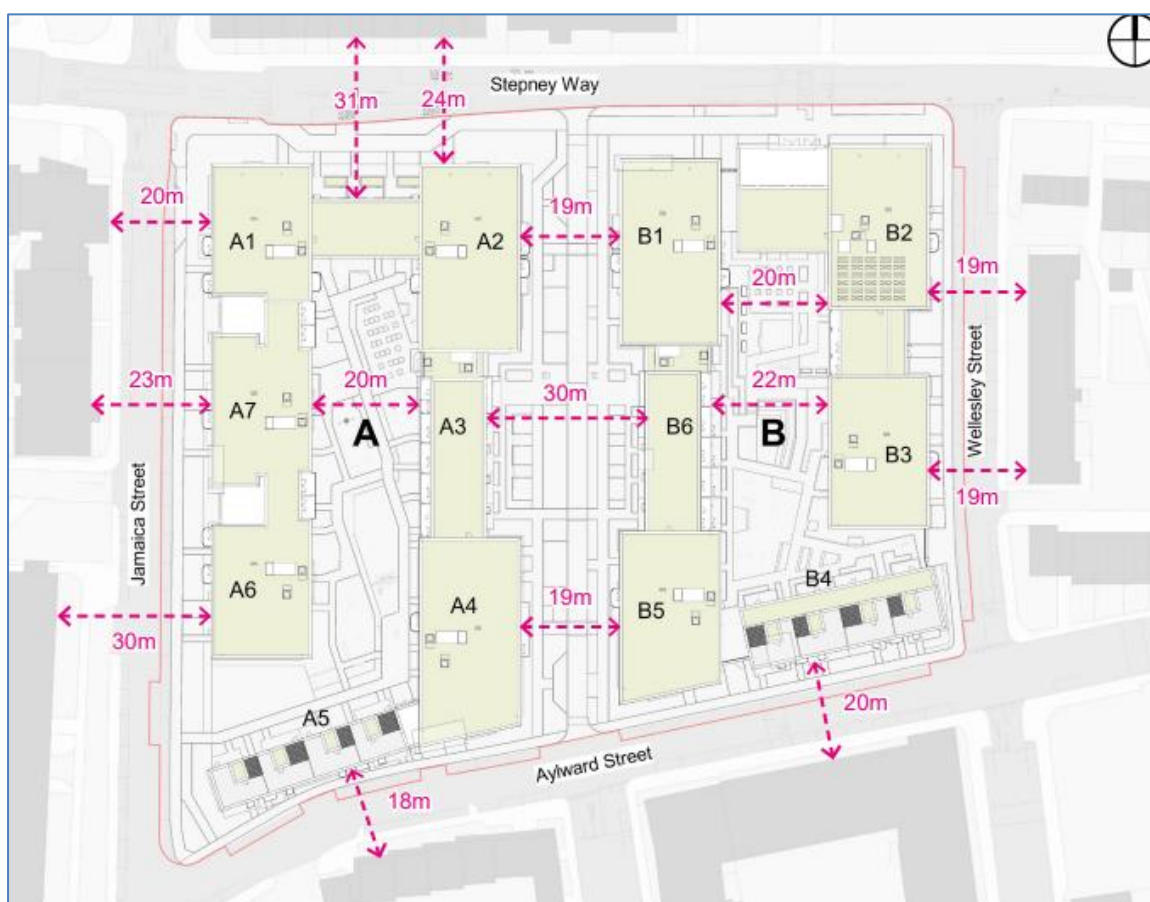 Stepney Way
31m
24m
20m
19m
A1
A2
B1
B2
20m
19m
23m
20m
30m
22m
A7
A
A3
B6
B
B3
Wellesley Street
19m
Jamaica Street
A6
A4
19m
B5
B4
30m
A5
20m
Aylward Street
18m